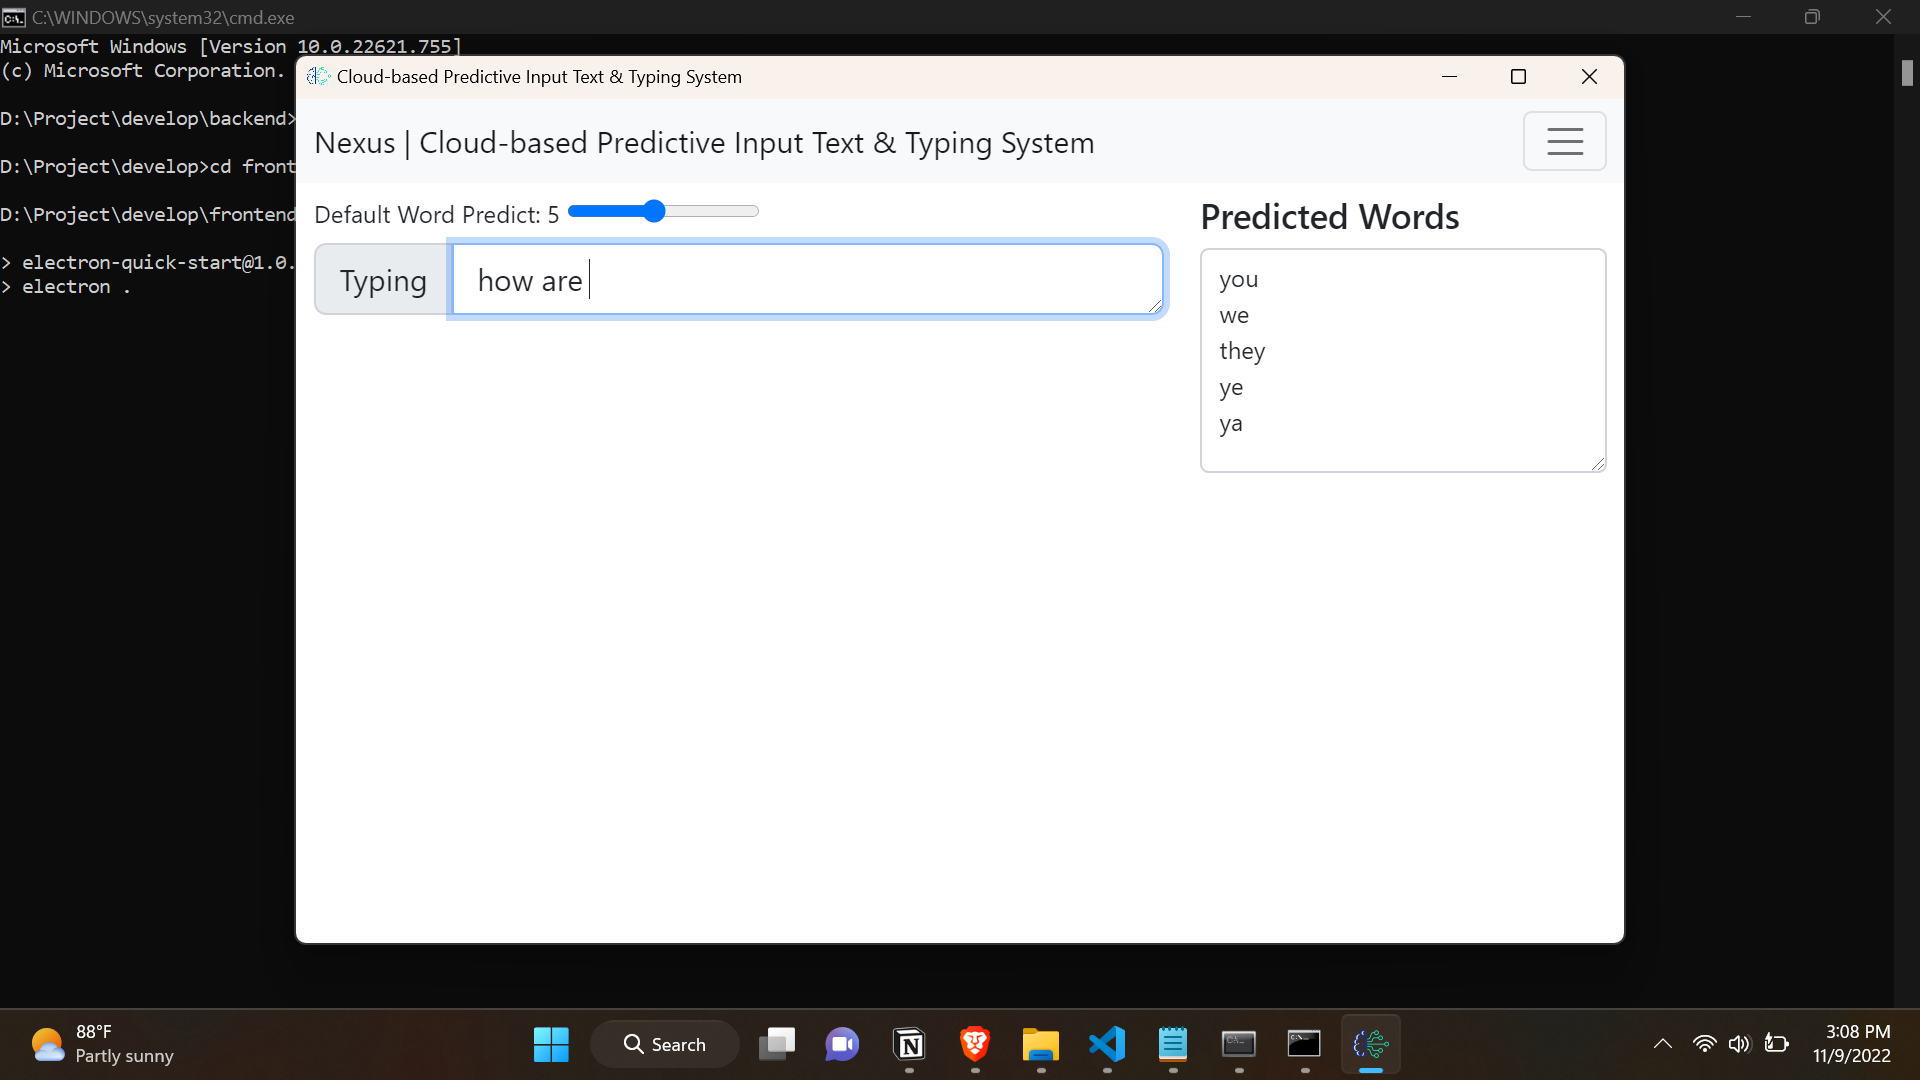 C:\WINDOWS\system32\cmd.exe
Microsoft Windows [Version 10.0.22621.755]
(c) Microsoft Corporation.
D:\Project\develop\backend>
D:\Project\develop>cd front
D:\Project\develop\frontend
> electron-quick-start@1.0.
> electron .
Cloud-based Predictive Input Text & Typing System
Nexus | Cloud-based Predictive Input Text & Typing System
Default Word Predict: 5
Typing
how are
Predicted Words
you
we
they
ye
ya
88°F
Partly sunny
Search
3:08 PM
11/9/2022